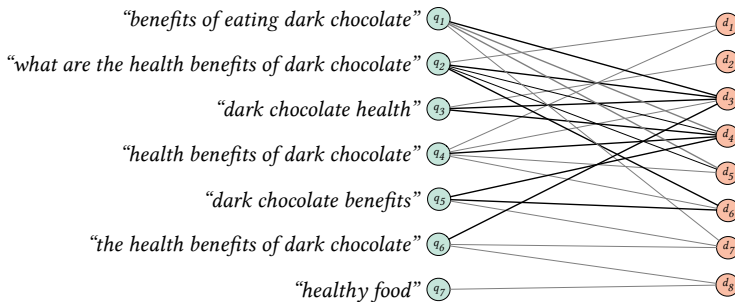 “benefits of eating dark chocolate” q1 d1
“what are the health benefits of dark chocolate” q2 d2
“dark chocolate health” q3 d3
“health benefits of dark chocolate” q4 d4
“dark chocolate benefits” q5 d5
“the health benefits of dark chocolate” q6 d6
“healthy food” q7 d7
d8